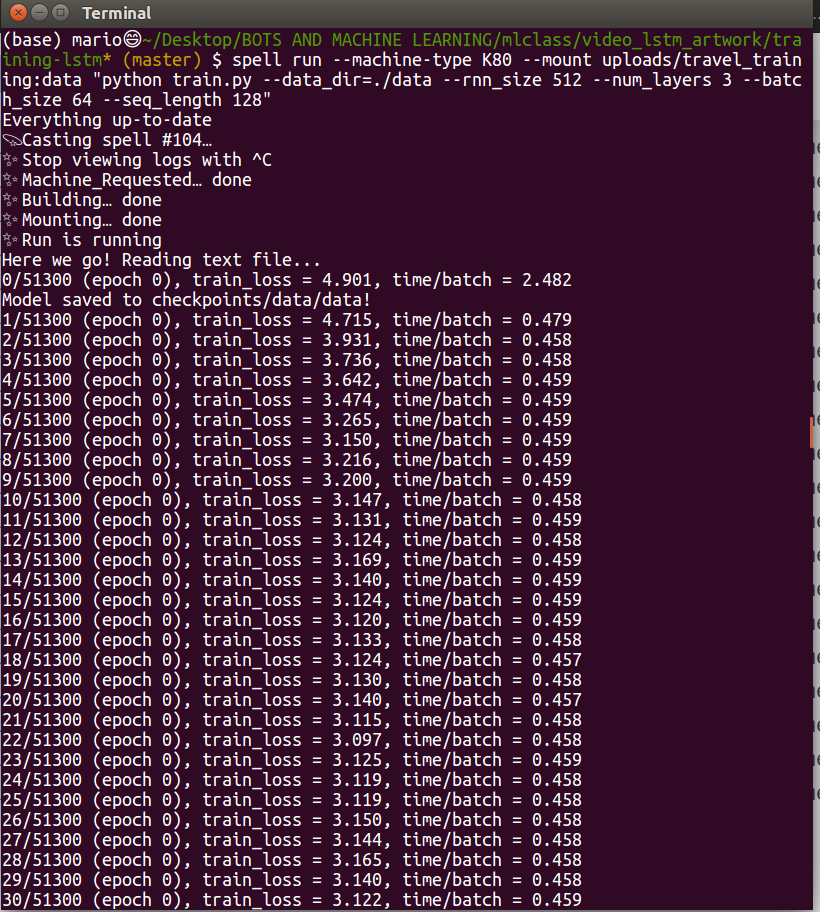 Terminal
(base) mario😄~/Desktop/BOTS AND MACHINE LEARNING/mlclass/video_lstm_artwork/tra
ining-lstm* (master) $ spell run --machine-type K80 --mount uploads/travel_train
ing:data "python train.py --data_dir=./data --rnn_size 512 --num_layers 3 --batc
h_size 64 --seq_length 128"
Everything up-to-date
💫Casting spell #104…
✨Stop viewing logs with ^C
✨Machine_Requested… done
✨Building… done
✨Mounting… done
✨Run is running
Here we go! Reading text file...
0/51300 (epoch 0), train_loss = 4.901, time/batch = 2.482
Model saved to checkpoints/data/data!
1/51300 (epoch 0), train_loss = 4.715, time/batch = 0.479
2/51300 (epoch 0), train_loss = 3.931, time/batch = 0.458
3/51300 (epoch 0), train_loss = 3.736, time/batch = 0.458
4/51300 (epoch 0), train_loss = 3.642, time/batch = 0.459
5/51300 (epoch 0), train_loss = 3.474, time/batch = 0.459
6/51300 (epoch 0), train_loss = 3.265, time/batch = 0.459
7/51300 (epoch 0), train_loss = 3.150, time/batch = 0.459
8/51300 (epoch 0), train_loss = 3.216, time/batch = 0.459
9/51300 (epoch 0), train_loss = 3.200, time/batch = 0.459
10/51300 (epoch 0), train_loss = 3.147, time/batch = 0.458
11/51300 (epoch 0), train_loss = 3.131, time/batch = 0.459
12/51300 (epoch 0), train_loss = 3.124, time/batch = 0.458
13/51300 (epoch 0), train_loss = 3.169, time/batch = 0.459
14/51300 (epoch 0), train_loss = 3.140, time/batch = 0.459
15/51300 (epoch 0), train_loss = 3.124, time/batch = 0.459
16/51300 (epoch 0), train_loss = 3.120, time/batch = 0.459
17/51300 (epoch 0), train_loss = 3.133, time/batch = 0.458
18/51300 (epoch 0), train_loss = 3.124, time/batch = 0.457
19/51300 (epoch 0), train_loss = 3.130, time/batch = 0.458
20/51300 (epoch 0), train_loss = 3.140, time/batch = 0.457
21/51300 (epoch 0), train_loss = 3.115, time/batch = 0.458
22/51300 (epoch 0), train_loss = 3.097, time/batch = 0.458
23/51300 (epoch 0), train_loss = 3.125, time/batch = 0.459
24/51300 (epoch 0), train_loss = 3.119, time/batch = 0.458
25/51300 (epoch 0), train_loss = 3.119, time/batch = 0.458
26/51300 (epoch 0), train_loss = 3.150, time/batch = 0.458
27/51300 (epoch 0), train_loss = 3.144, time/batch = 0.458
28/51300 (epoch 0), train_loss = 3.165, time/batch = 0.458
29/51300 (epoch 0), train_loss = 3.140, time/batch = 0.458
30/51300 (epoch 0), train_loss = 3.122, time/batch = 0.459